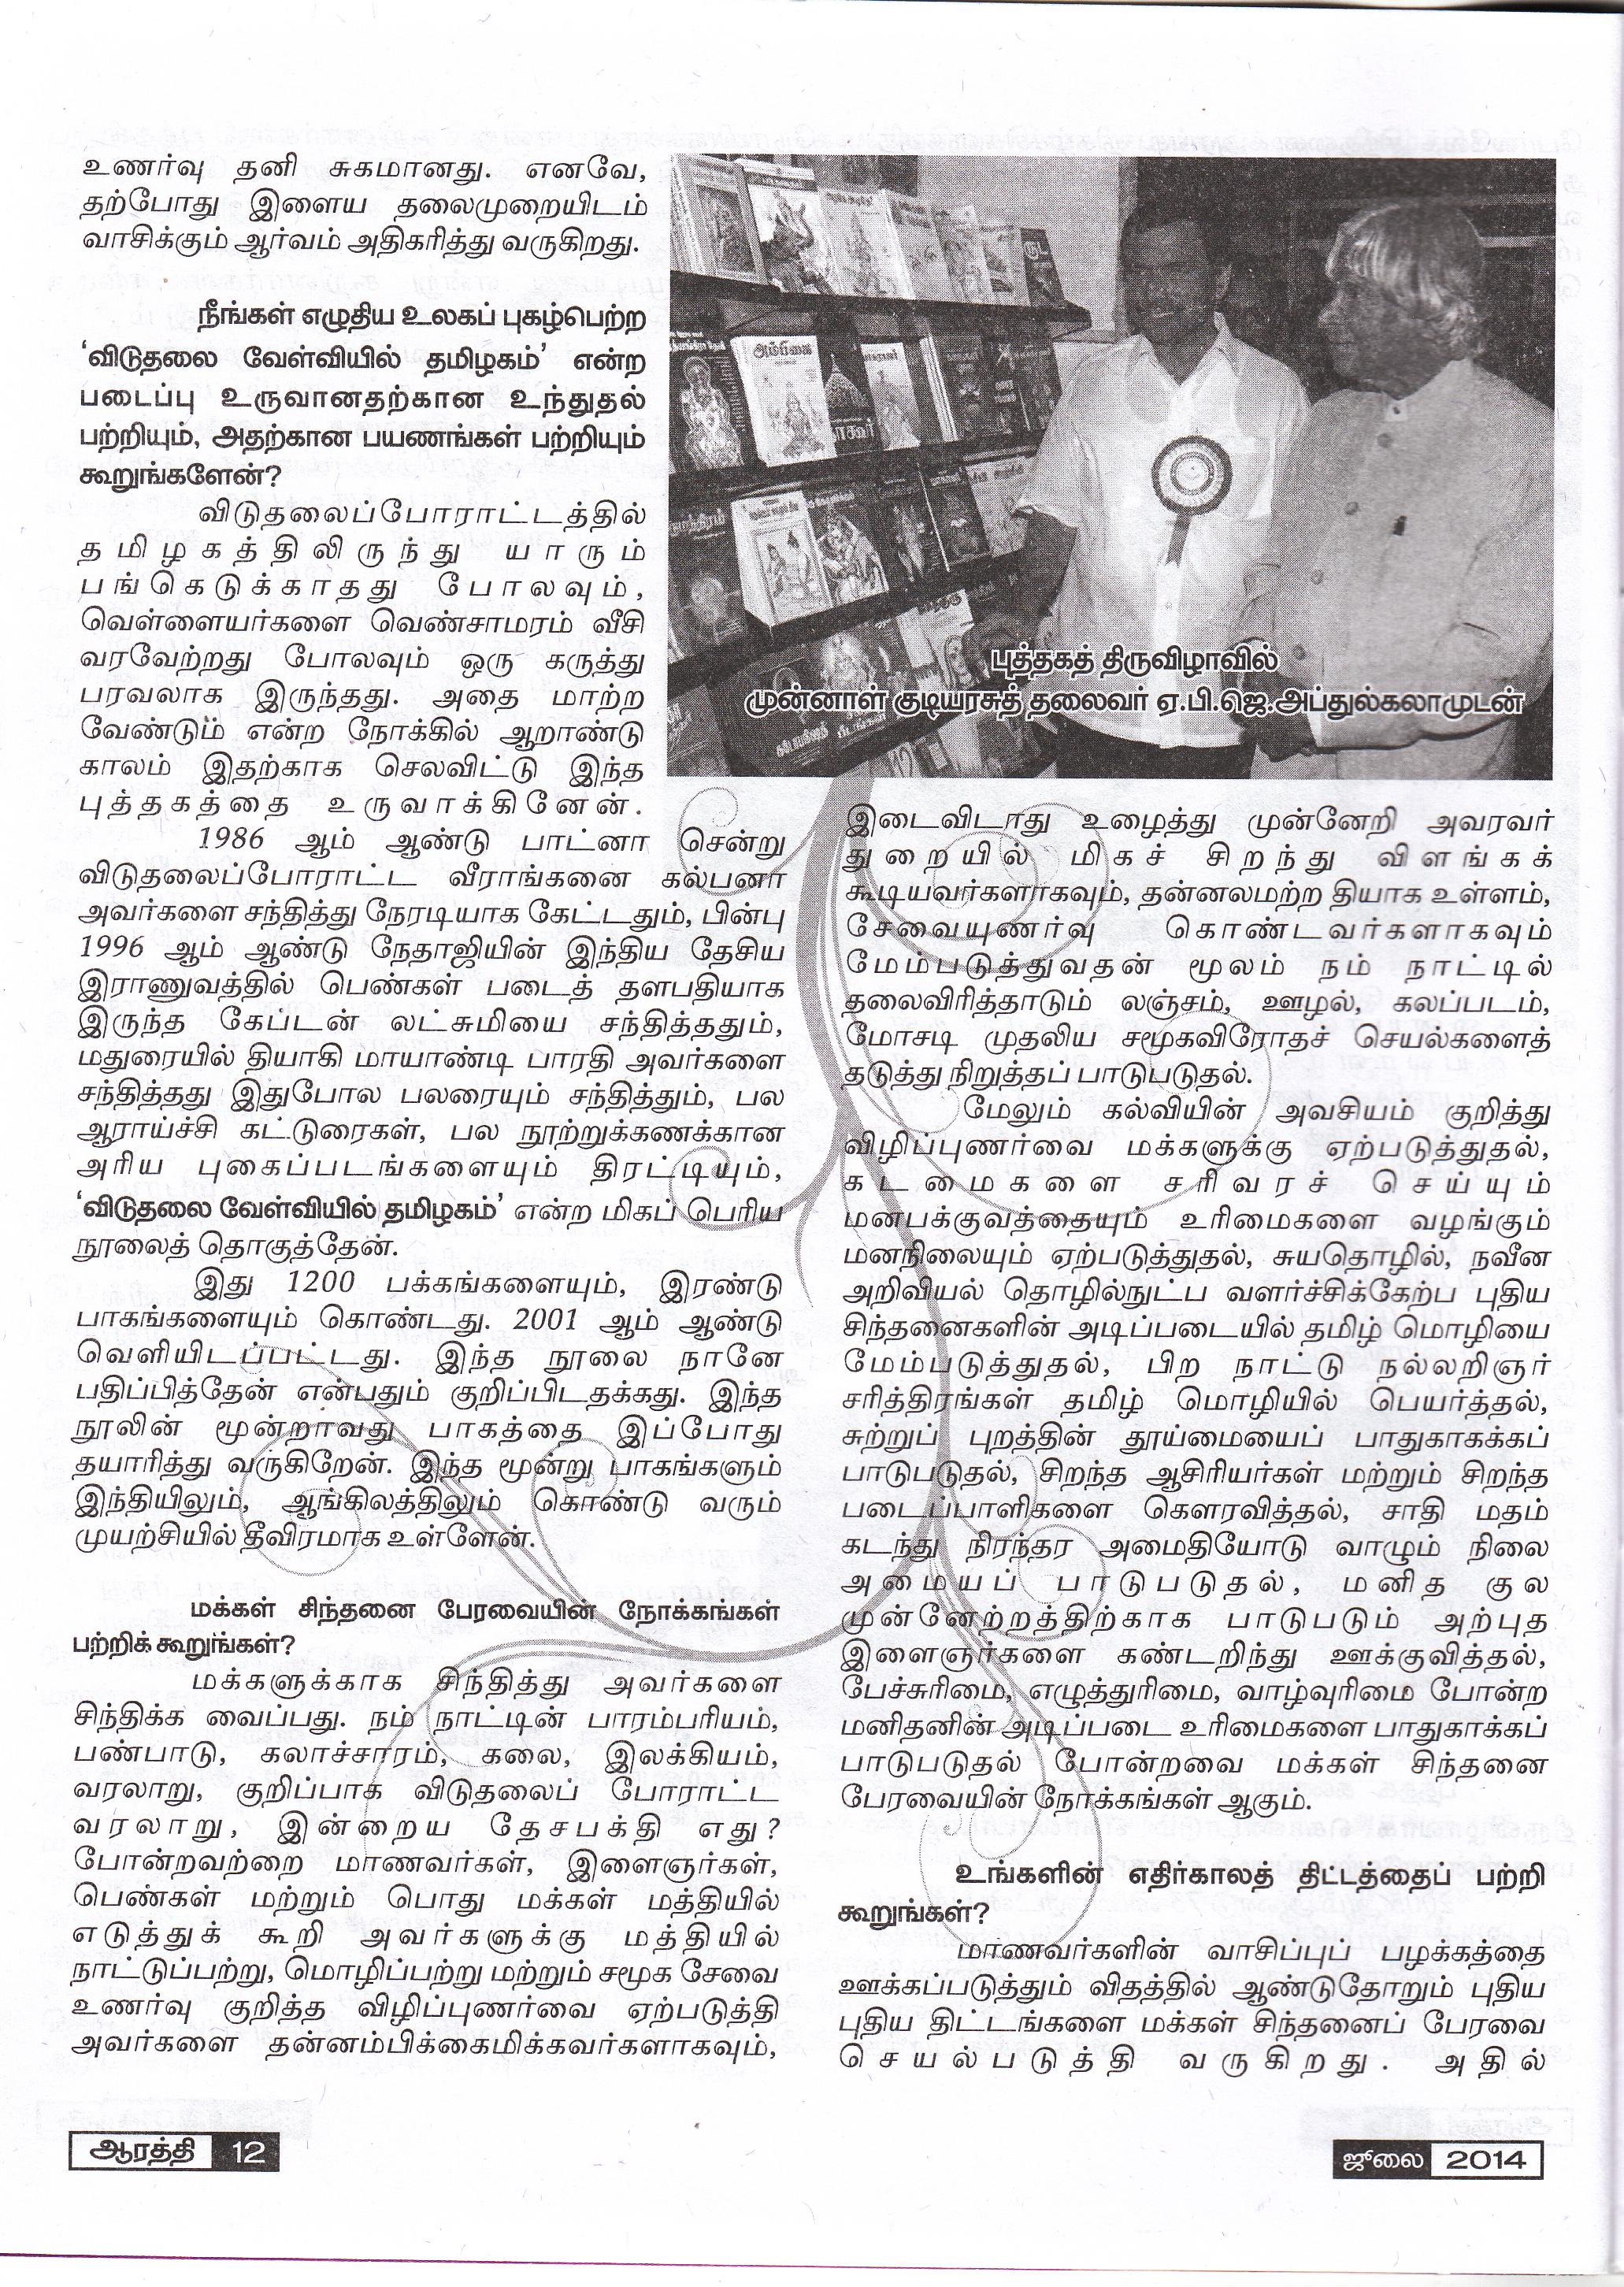 உணர்வு தனி சுகமானது. எனவே,
தற்போது இளைய தலைமுறையிடம்
வாசிக்கும் ஆர்வம் அதிகரித்து வருகிறது.
நீங்கள் எழுதிய உலகப் புகழ்பெற்ற
‘விடுதலை வேள்வியில் தமிழகம்’ என்ற
படைப்பு உருவானதற்கான உந்துதல்
பற்றியும், அதற்கான பயணங்கள் பற்றியும்
கூறுங்களேன்?
விடுதலைப்போராட்டத்தில்
தமிழகத்திலிருந்து யாரும்
பங்கெடுக்காதது போலவும்,
வெள்ளையர்களை வெண்சாமரம் வீசி
வரவேற்றது போலவும் ஒரு கருத்து
பரவலாக இருந்தது. அதை மாற்ற
வேண்டும் என்ற நோக்கில் ஆறாண்டு
காலம் இதற்காக செலவிட்டு இந்த
புத்தகத்தை உருவாக்கினேன்.
1986 ஆம் ஆண்டு பாட்னா சென்று
விடுதலைப்போராட்ட வீராங்கனை கல்பனா
அவர்களை சந்தித்து நேரடியாக கேட்டதும், பின்பு
1996 ஆம் ஆண்டு நேதாஜியின் இந்திய தேசிய
இராணுவத்தில் பெண்கள் படைத் தளபதியாக
இருந்த கேப்டன் லட்சுமியை சந்தித்ததும்,
மதுரையில் தியாகி மாயாண்டி பாரதி அவர்களை
சந்தித்தது இதுபோல பலரையும் சந்தித்தும், பல
ஆராய்ச்சி கட்டுரைகள், பல நூற்றுக்கணக்கான
அரிய புகைப்படங்களையும் திரட்டியும்,
‘விடுதலை வேள்வியில் தமிழகம்’ என்ற மிகப் பெரிய
நூலைத் தொகுத்தேன்.
இது 1200 பக்கங்களையும், இரண்டு
பாகங்களையும் கொண்டது. 2001 ஆம் ஆண்டு
வெளியிடப்பட்டது. இந்த நூலை நானே
பதிப்பித்தேன் என்பதும் குறிப்பிடதக்கது. இந்த
நூலின் மூன்றாவது பாகத்தை இப்போது
தயாரித்து வருகிறேன். இந்த மூன்று பாகங்களும்
இந்தியிலும், ஆங்கிலத்திலும் கொண்டு வரும்
முயற்சியில் தீவிரமாக உள்ளேன்.
மக்கள் சிந்தனை பேரவையின் நோக்கங்கள்
பற்றிக் கூறுங்கள்?
மக்களுக்காக சிந்தித்து அவர்களை
சிந்திக்க வைப்பது. நம் நாட்டின் பாரம்பரியம்,
பண்பாடு, கலாச்சாரம், கலை, இலக்கியம்,
வரலாறு, குறிப்பாக விடுதலைப் போராட்ட
வரலாறு, இன்றைய தேசபக்தி எது?
போன்றவற்றை மாணவர்கள், இளைஞர்கள்,
பெண்கள் மற்றும் பொது மக்கள் மத்தியில்
எடுத்துக் கூறி அவர்களுக்கு மத்தியில்
நாட்டுப்பற்று, மொழிப்பற்று மற்றும் சமூக சேவை
உணர்வு குறித்த விழிப்புணர்வை ஏற்படுத்தி
அவர்களை தன்னம்பிக்கைமிக்கவர்களாகவும்,
அம்பிகை
புத்தகத் திருவிழாவில்
முன்னாள் குடியரசுத் தலைவர் ஏ.பி.ஜெ.அப்துல்கலாமுடன்
இடைவிடாது உழைத்து முன்னேறி அவரவர்
துறையில் மிகச் சிறந்து விளங்கக்
கூடியவர்களாகவும், தன்னலமற்ற தியாக உள்ளம்,
சேவையுணர்வு கொண்டவர்களாகவும்
மேம்படுத்துவதன் மூலம் நம் நாட்டில்
தலைவிரித்தாடும் லஞ்சம், ஊழல், கலப்படம்,
மோசடி முதலிய சமூகவிரோதச் செயல்களைத்
தடுத்து நிறுத்தப் பாடுபடுதல்.
மேலும் கல்வியின் அவசியம் குறித்து
விழிப்புணர்வை மக்களுக்கு ஏற்படுத்துதல்,
கடமைகளை சரிவரச் செய்யும்
மனபக்குவத்தையும் உரிமைகளை வழங்கும்
மனநிலையும் ஏற்படுத்துதல், சுயதொழில், நவீன
அறிவியல் தொழில்நுட்ப வளர்ச்சிக்கேற்ப புதிய
சிந்தனைகளின் அடிப்படையில் தமிழ் மொழியை
மேம்படுத்துதல், பிற நாட்டு நல்லறிஞர்
சரித்திரங்கள் தமிழ் மொழியில் பெயர்த்தல்,
சுற்றுப் புறத்தின் தூய்மையைப் பாதுகாகக்கப்
பாடுபடுதல், சிறந்த ஆசிரியர்கள் மற்றும் சிறந்த
படைப்பாளிகளை கௌரவித்தல், சாதி மதம்
கடந்து நிரந்தர அமைதியோடு வாழும் நிலை
அமையப் பாடுபடுதல், மனித குல
முன்னேற்றத்திற்காக பாடுபடும் அற்புத
இளைஞர்களை கண்டறிந்து ஊக்குவித்தல்,
பேச்சுரிமை, எழுத்துரிமை, வாழ்வுரிமை போன்ற
மனிதனின் அடிப்படை உரிமைகளை பாதுகாக்கப்
பாடுபடுதல் போன்றவை மக்கள் சிந்தனை
பேரவையின் நோக்கங்கள் ஆகும்.
உங்களின் எதிர்காலத் திட்டத்தைப் பற்றி
கூறுங்கள்?
மாணவர்களின் வாசிப்புப் பழக்கத்தை
ஊக்கப்படுத்தும் விதத்தில் ஆண்டுதோறும் புதிய
புதிய திட்டங்களை மக்கள் சிந்தனைப் பேரவை
செயல்படுத்தி வருகிறது. அதில்
ஆரத்தி 12
ஜூலை 2014